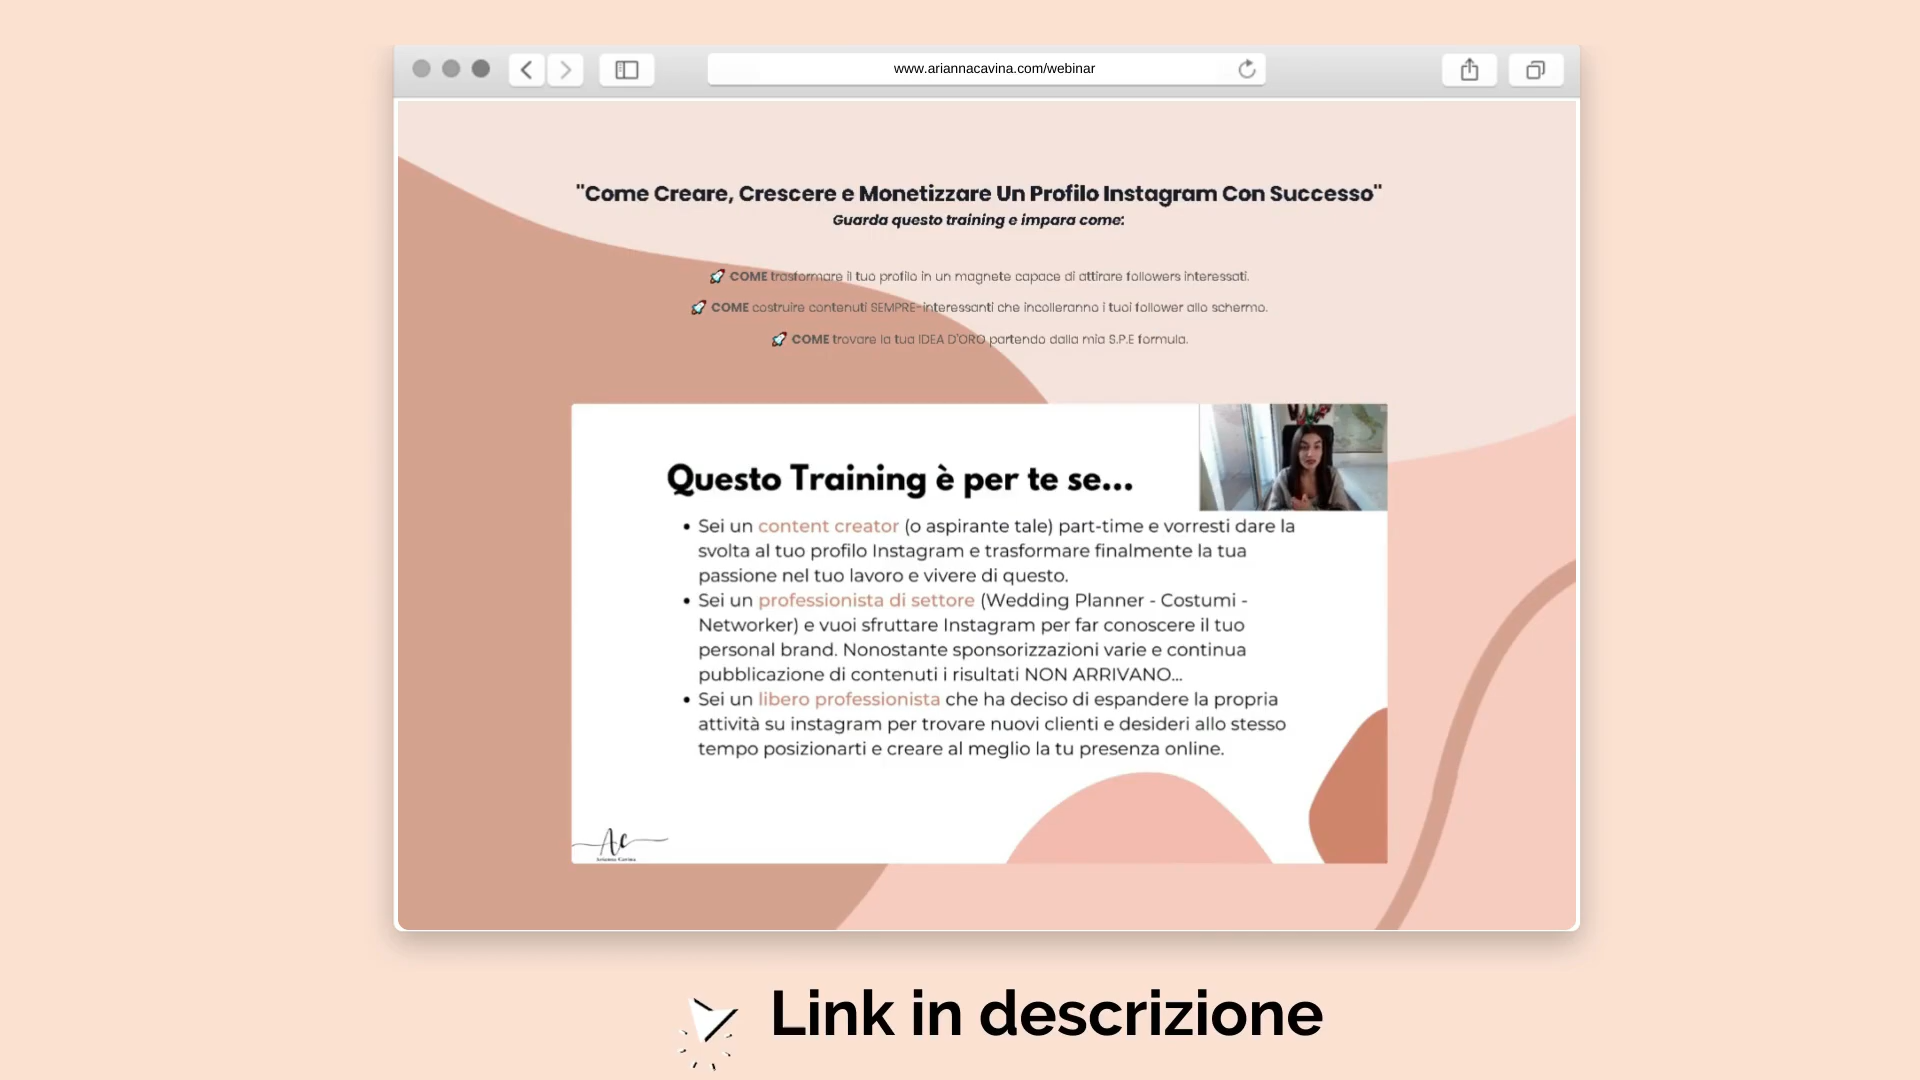 www.ariannacavina.com/webinar
"Come Creare, Crescere e Monetizzare Un Profilo Instagram Con Successo"
Guarda questo training e impara come:
COME trasformare il tuo profilo in un magnete capace di attirare followers interessati.
COME costruire contenuti SEMPRE-interessanti che incolleranno i tuoi follower allo schermo.
COME trovare la tua IDEA D'ORO partendo dalla mia S.P.E formula.
Questo Training è per te se...
• Sei un content creator (o aspirante tale) part-time e vorresti dare la
svolta al tuo profilo Instagram e trasformare finalmente la tua
passione nel tuo lavoro e vivere di questo.
• Sei un professionista di settore (Wedding Planner - Costumi -
Networker) e vuoi sfruttare Instagram per far conoscere il tuo
personal brand. Nonostante sponsorizzazioni varie e continua
pubblicazione di contenuti i risultati NON ARRIVANO...
• Sei un libero professionista che ha deciso di espandere la propria
attività su instagram per trovare nuovi clienti e desideri allo stesso
tempo posizionarti e creare al meglio la tu presenza online.
Ac
Arianna Cavina
Link in descrizione